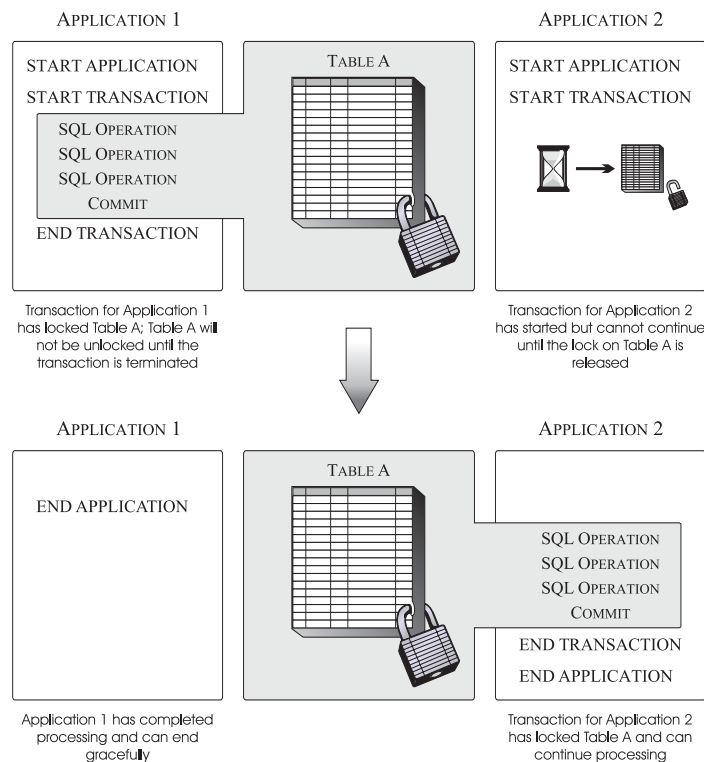 APPLICATION 1
START APPLICATION
START TRANSACTION
SQL OPERATION
SQL OPERATION
SQL OPERATION
COMMIT
END TRANSACTION
Transaction for Application 1
has locked Table A; Table A will
not be unlocked until the
transaction is terminated
TABLE A
APPLICATION 2
START APPLICATION
START TRANSACTION
Transaction for Application 2
has started but cannot continue
until the lock on Table A is
released
APPLICATION 1
END APPLICATION
Application 1 has completed
processing and can end
gracefully
TABLE A
APPLICATION 2
SQL OPERATION
SQL OPERATION
SQL OPERATION
COMMIT
END TRANSACTION
END APPLICATION
Transaction for Application 2
has locked Table A and can
continue processing